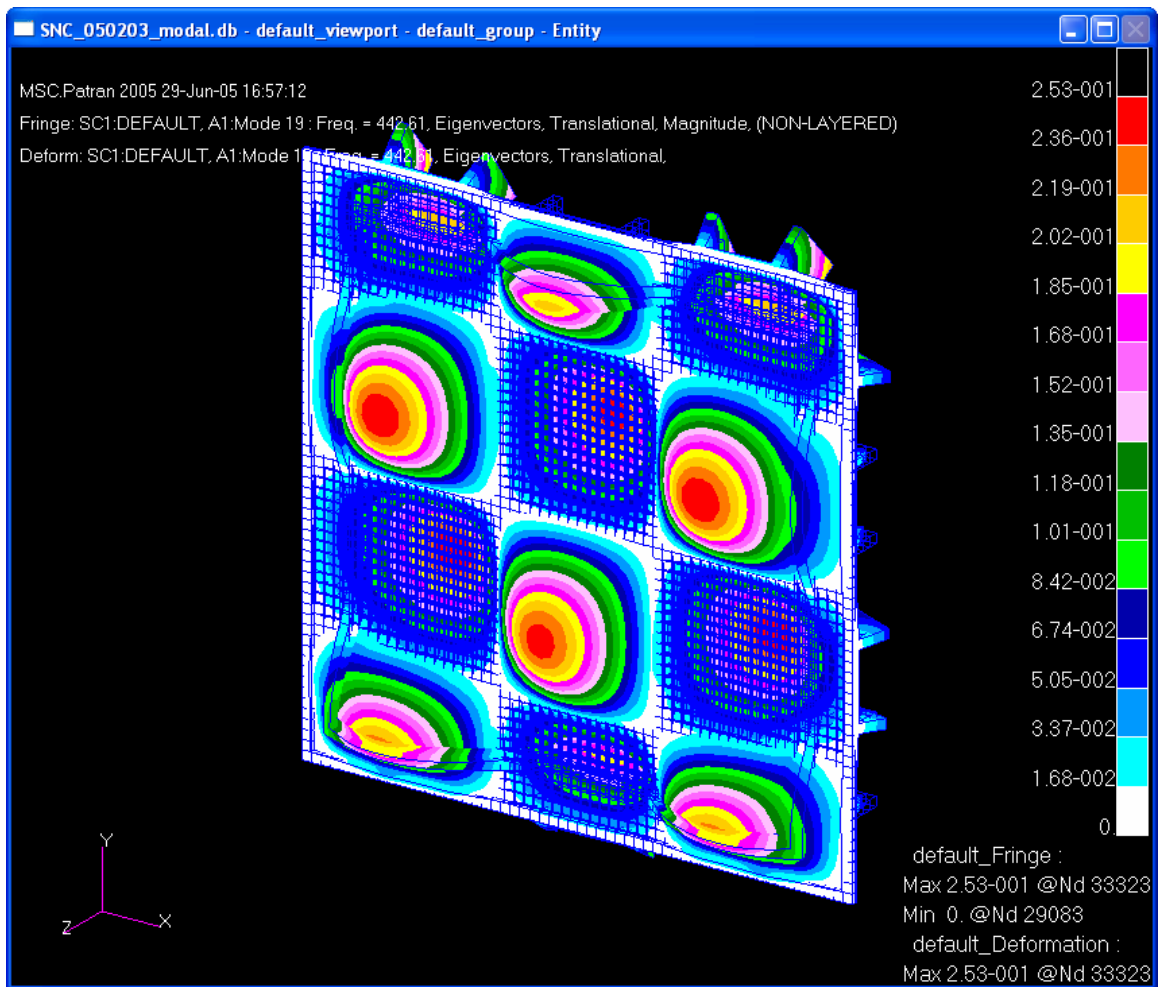 SNC_050203_modal.db - default_viewport - default_group - Entity
MSC.Patran 2005 29-Jun-05 16:57:12
Fringe: SC1:DEFAULT, A1:Mode 19 : Freq. = 442.61, Eigenvectors, Translational, Magnitude, (NON-LAYERED)
Deform: SC1:DEFAULT, A1:Mode 19 : Freq. = 442.61, Eigenvectors, Translational,
2.53-001
2.36-001
2.19-001
2.02-001
1.85-001
1.68-001
1.52-001
1.35-001
1.18-001
1.01-001
8.42-002
6.74-002
5.05-002
3.37-002
1.68-002
0.
default_Fringe :
Max 2.53-001 @Nd 33323
Min 0. @Nd 29083
default_Deformation :
Max 2.53-001 @Nd 33323
Y
Z
X